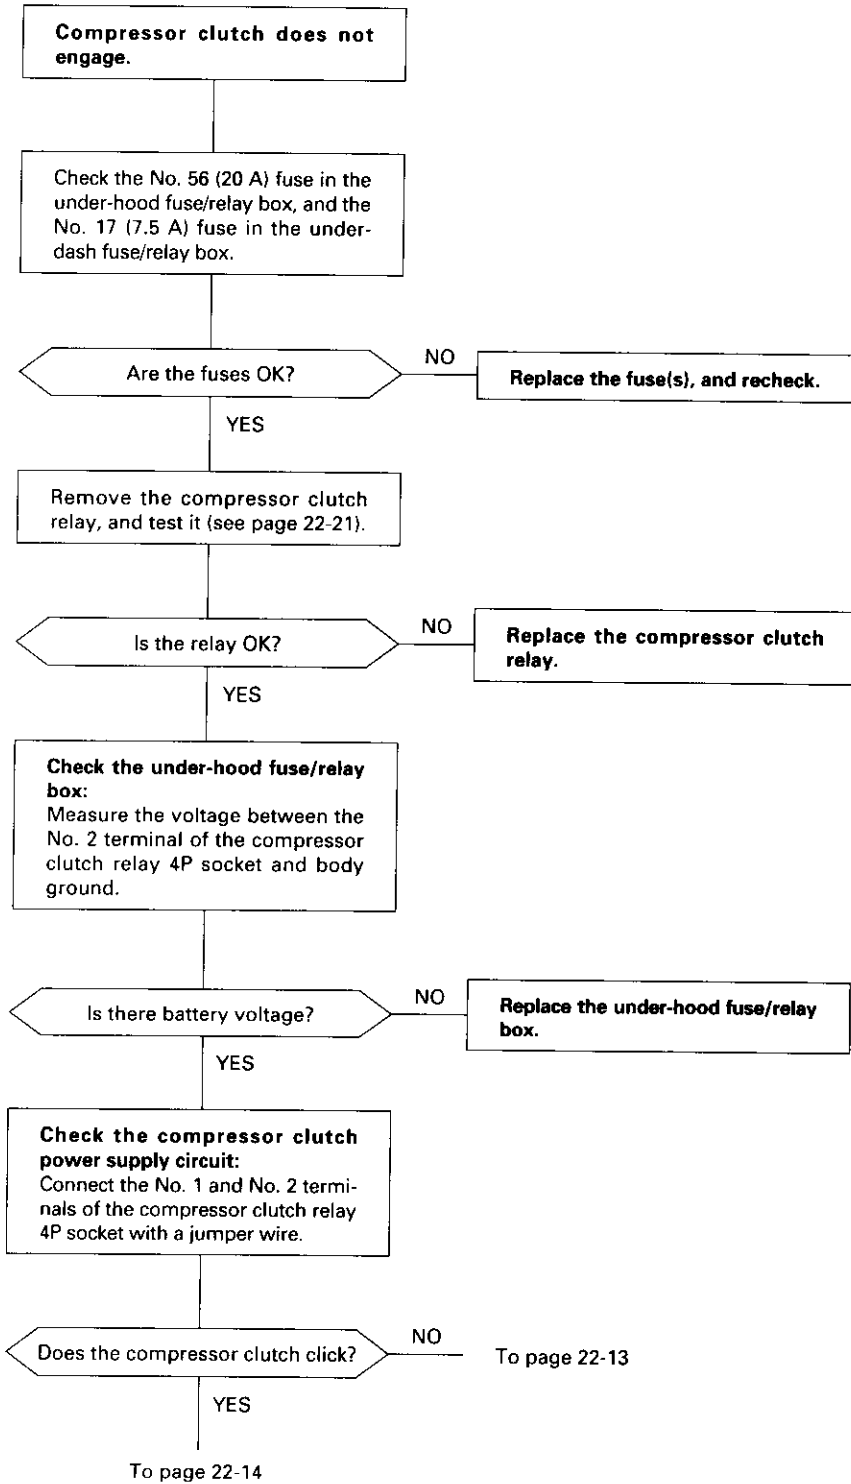 Compressor clutch does not
engage.
Check the No. 56 (20 A) fuse in the
under-hood fuse/relay box, and the
No. 17 (7.5 A) fuse in the under-
dash fuse/relay box.
Are the fuses OK?
NO
Replace the fuse(s), and recheck.
YES
Remove the compressor clutch
relay, and test it (see page 22-21).
Is the relay OK?
NO
Replace the compressor clutch
relay.
YES
Check the under-hood fuse/relay
box:
Measure the voltage between the
No. 2 terminal of the compressor
clutch relay 4P socket and body
ground.
Is there battery voltage?
NO
Replace the under-hood fuse/relay
box.
YES
Check the compressor clutch
power supply circuit:
Connect the No. 1 and No. 2 termi-
nals of the compressor clutch relay
4P socket with a jumper wire.
Does the compressor clutch click?
NO
To page 22-13
YES
To page 22-14